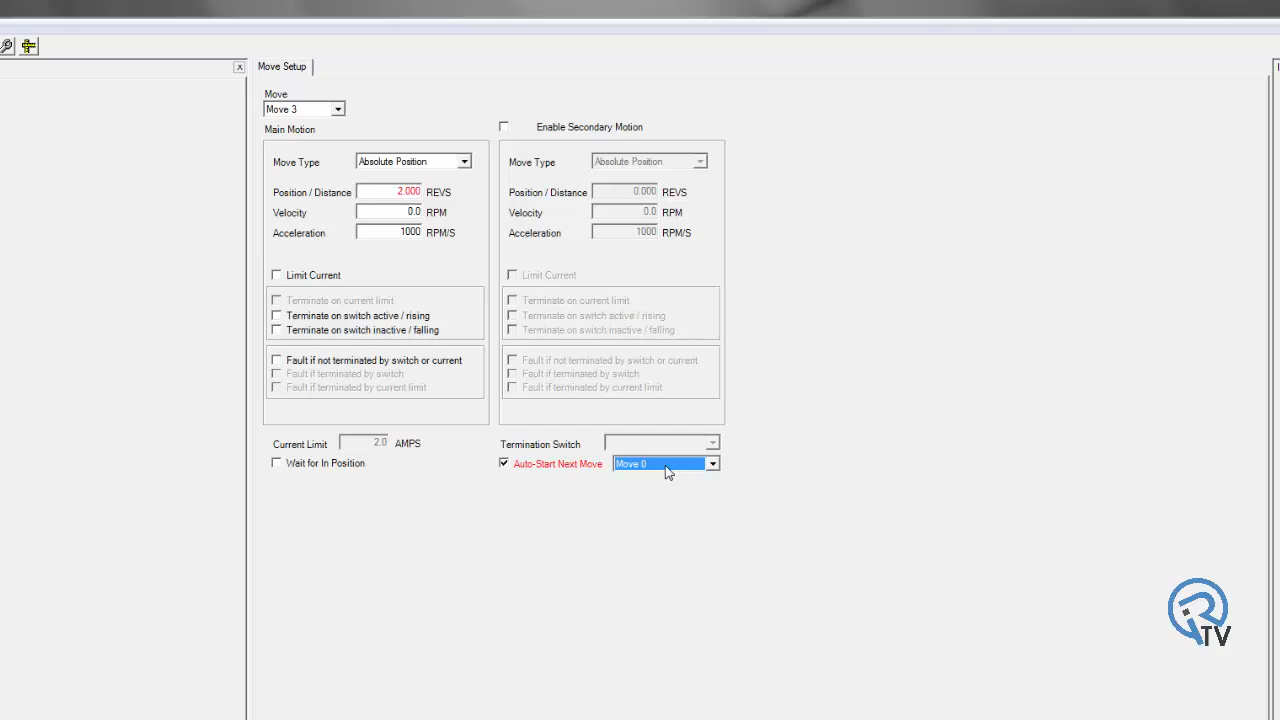 Move Setup
Move
Move 3
Main Motion
Enable Secondary Motion
Move Type Absolute Position
Move Type Absolute Position
Position / Distance 2.000 REVS
Position / Distance 0.000 REVS
Velocity 0.0 RPM
Velocity 0.0 RPM
Acceleration 1000 RPM/S
Acceleration 1000 RPM/S
Limit Current
Limit Current
Terminate on current limit
Terminate on current limit
Terminate on switch active / rising
Terminate on switch active / rising
Terminate on switch inactive / falling
Terminate on switch inactive / falling
Fault if not terminated by switch or current
Fault if not terminated by switch or current
Fault if terminated by switch
Fault if terminated by switch
Fault if terminated by current limit
Fault if terminated by current limit
Current Limit 2.0 AMPS
Termination Switch
Wait for In Position
Auto-Start Next Move Move 0
TV